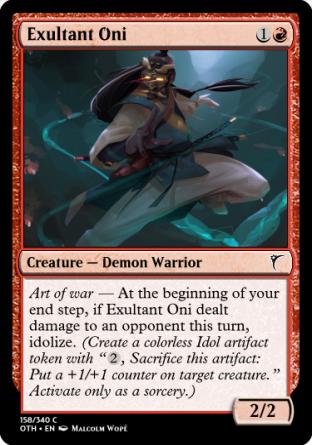 Exultant Oni 1
Creature — Demon Warrior
Art of war — At the beginning of your
end step, if Exultant Oni dealt
damage to an opponent this turn,
idolize. (Create a colorless Idol artifact
token with “2, Sacrifice this artifact:
Put a +1/+1 counter on target creature.”
Activate only as a sorcery.)
2/2
158/340 C
OTH • EN Malcolm Wopé